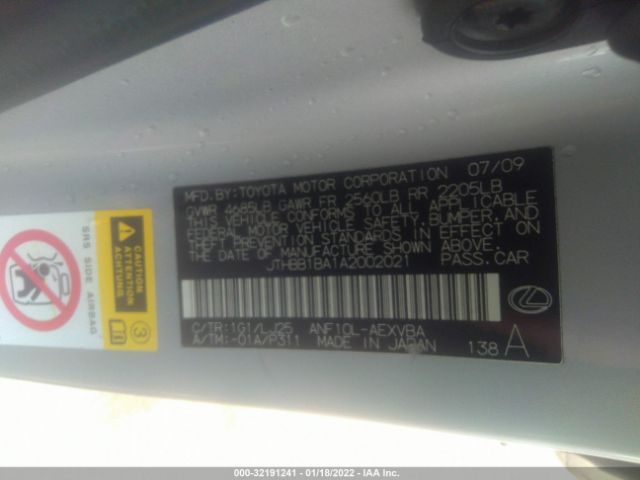 MFD.BY:TOYOTA MOTOR CORPORATION 07/09
GVWR 4685LB GAWR FR 2560LB RR 2205LB
THIS VEHICLE CONFORMS TO ALL APPLICABLE
FEDERAL MOTOR VEHICLE SAFETY, BUMPER, AND
THEFT PREVENTION STANDARDS IN EFFECT ON
THE DATE OF MANUFACTURE SHOWN ABOVE.
JTHBB1BA1A2002021 PASS.CAR
C/TR:1G1/LJ25 ANF10L-AEXVBA
A/TM:-01A/P311 MADE IN JAPAN
138 A
CAUTION
SRS SIDE AIRBAG
3
000-32191241 - 01/18/2022 - IAA Inc.